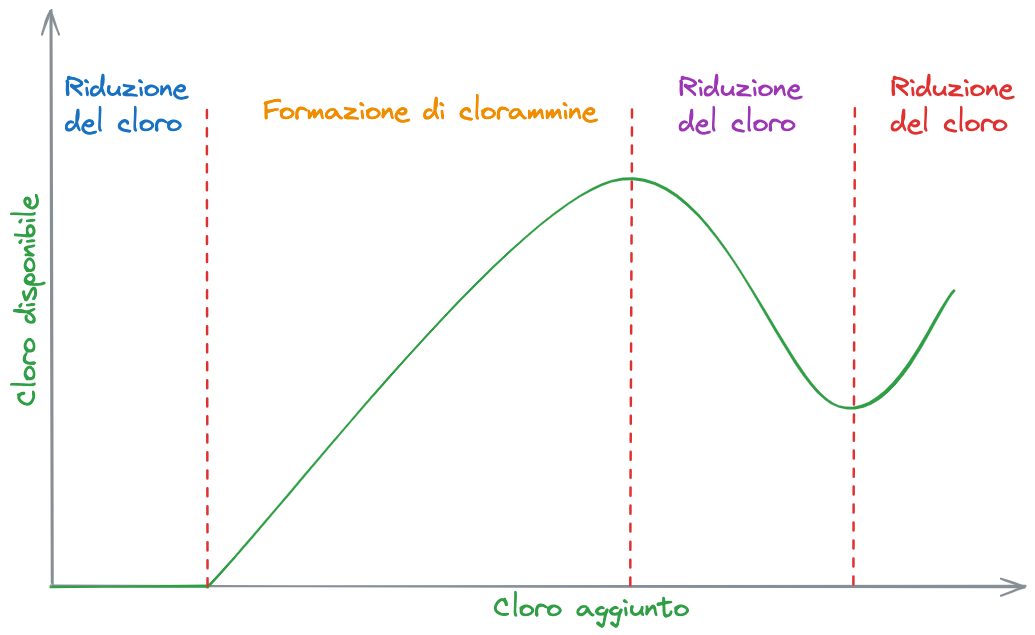 Riduzione
del cloro
Formazione di clorammine
Riduzione
del cloro
Riduzione
del cloro
Cloro disponibile
Cloro aggiunto